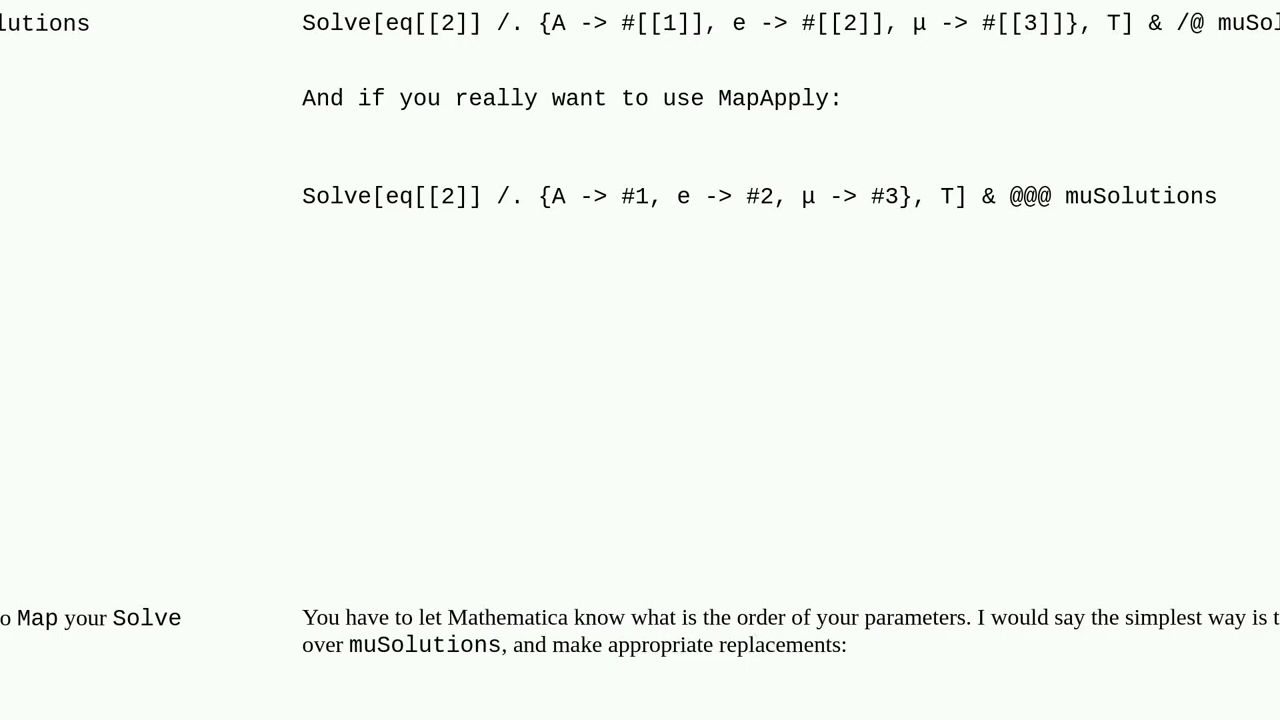 lutions
Solve[eq[[2]] /. {A -> #[[1]], e -> #[[2]], µ -> #[[3]]}, T] & /@ muSol
And if you really want to use MapApply:
Solve[eq[[2]] /. {A -> #1, e -> #2, µ -> #3}, T] & @@@ muSolutions
o Map your Solve
You have to let Mathematica know what is the order of your parameters. I would say the simplest way is t
over muSolutions, and make appropriate replacements: